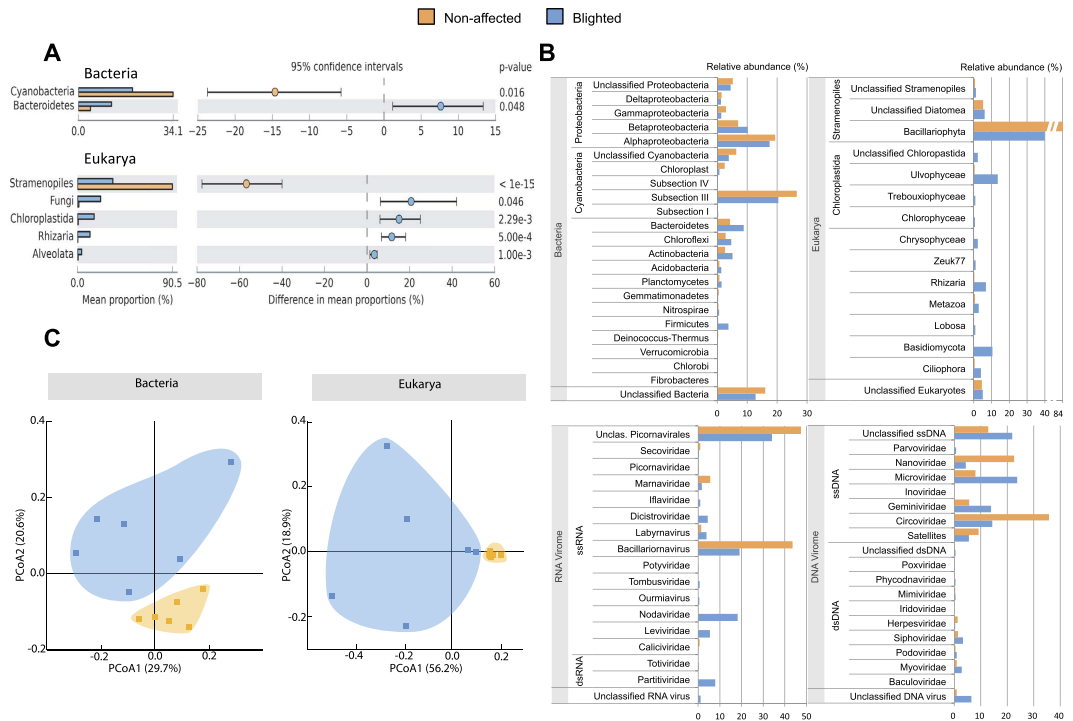 Non-affected
Blighted
A
Bacteria
95% confidence intervals
p-value
Cyanobacteria
0.016
Bacteroidetes
0.048
0.0
34.1
−25
−20
−15
−10
−5
0
5
10
15
Eukarya
Stramenopiles
< 1e-15
Fungi
0.046
Chloroplastida
2.29e-3
Rhizaria
5.00e-4
Alveolata
1.00e-3
0.0
90.5
−80
−60
−40
−20
0
20
40
60
Mean proportion (%)
Difference in mean proportions (%)
B
Relative abundance (%)
Bacteria
Proteobacteria
Unclassified Proteobacteria
Deltaproteobacteria
Gammaproteobacteria
Betaproteobacteria
Alphaproteobacteria
Cyanobacteria
Unclassified Cyanobacteria
Chloroplast
Subsection IV
Subsection III
Subsection I
Bacteroidetes
Chloroflexi
Actinobacteria
Acidobacteria
Planctomycetes
Gemmatimonadetes
Nitrospirae
Firmicutes
Deinococcus-Thermus
Verrucomicrobia
Chlorobi
Fibrobacteres
Unclassified Bacteria
0
10
20
30
Relative abundance (%)
Eukarya
Stramenopiles
Unclassified Stramenopiles
Unclassified Diatomea
Bacillariophyta
Chloroplastida
Unclassified Chloropastida
Ulvophyceae
Trebouxiophyceae
Chlorophyceae
Chrysophyceae
Zeuk77
Rhizaria
Metazoa
Lobosa
Basidiomycota
Ciliophora
Unclassified Eukaryotes
0
10
20
30
40
84
RNA Virome
ssRNA
Unclas. Picornavirales
Secoviridae
Picornaviridae
Marnaviridae
Iflaviridae
Dicistroviridae
Labyrnavirus
Bacillariornavirus
Potyviridae
Tombusviridae
Ourmiavirus
Nodaviridae
Leviviridae
Caliciviridae
dsRNA
Totiviridae
Partitiviridae
Unclassified RNA virus
0
10
20
30
40
50
DNA Virome
ssDNA
Unclassified ssDNA
Parvoviridae
Nanoviridae
Microviridae
Inoviridae
Geminiviridae
Circoviridae
Satellites
dsDNA
Unclassified dsDNA
Poxviridae
Phycodnaviridae
Mimiviridae
Iridoviridae
Herpesviridae
Siphoviridae
Podoviridae
Myoviridae
Baculoviridae
Unclassified DNA virus
0
10
20
30
40
C
Bacteria
0.4
0.2
0.0
-0.2
PCoA2 (20.6%)
-0.2
0.0
0.2
PCoA1 (29.7%)
Eukarya
0.4
0.2
0.0
-0.2
PCoA2 (18.9%)
-0.4
-0.2
0.0
0.2
PCoA1 (56.2%)